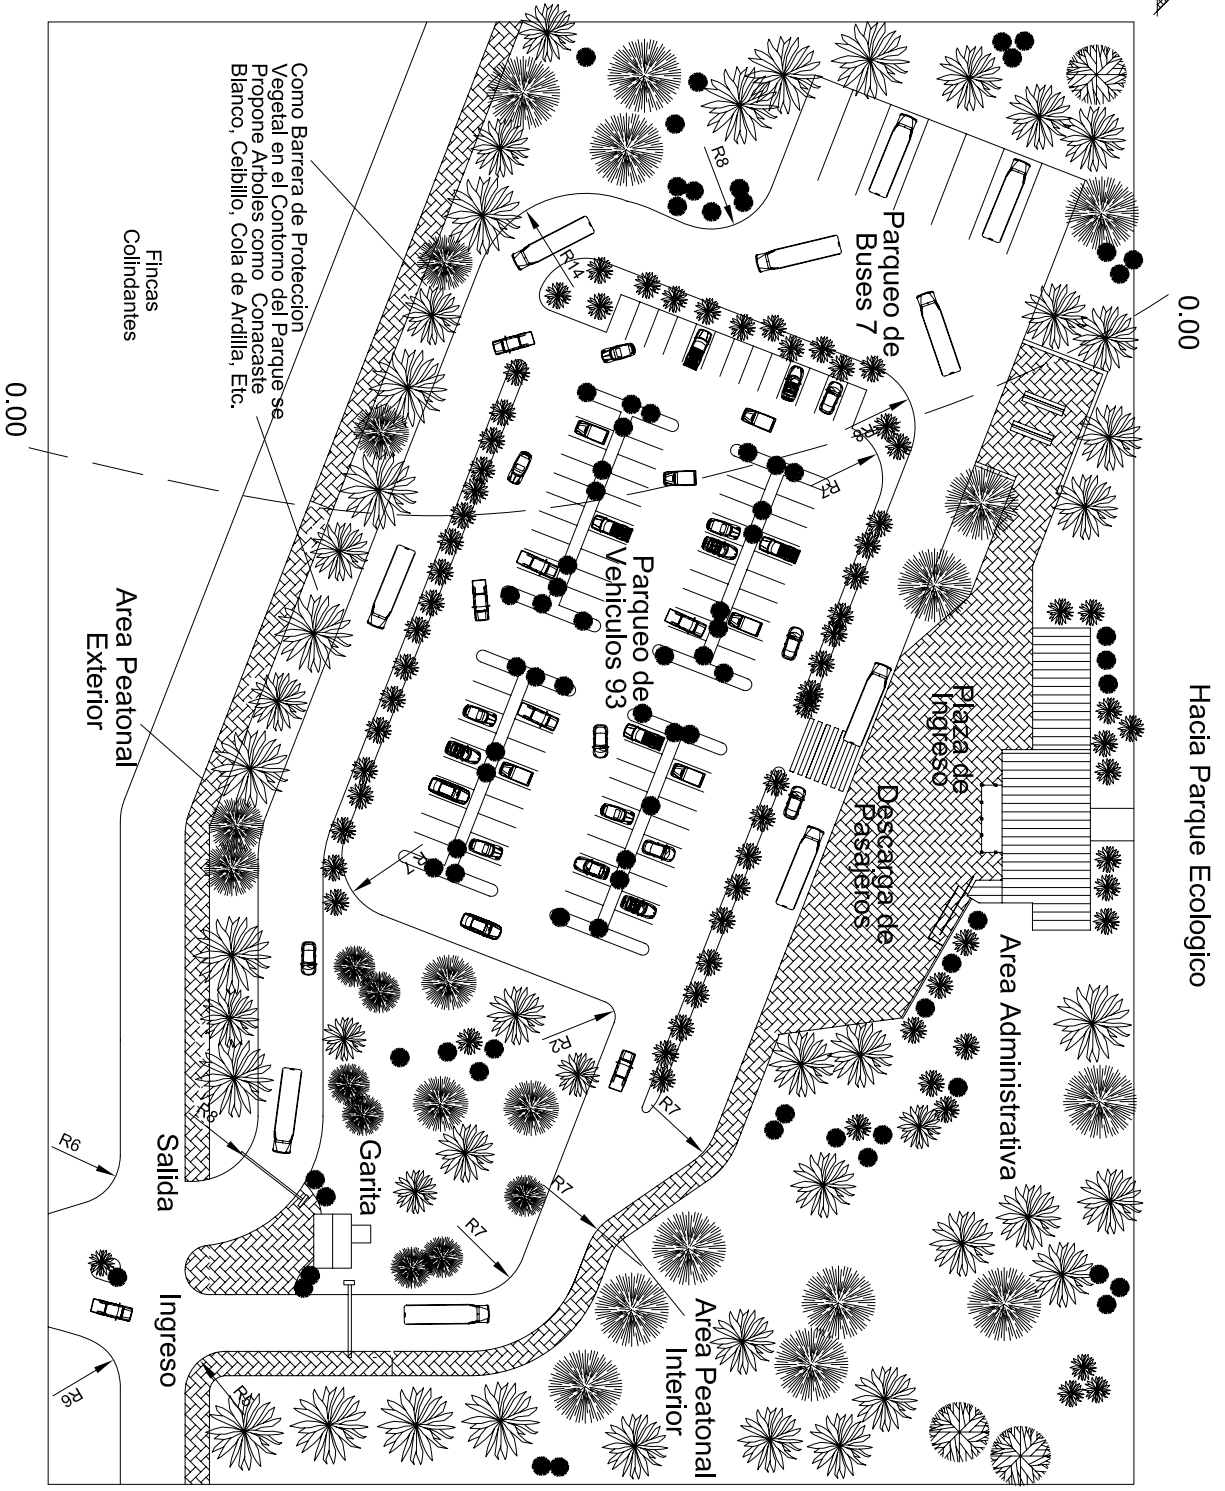 Hacia Parque Ecologico
0.00
0.00
Parqueo de
Buses 7
Como Barrera de Proteccion
Vegetal en el Contorno del Parque se
Propone Arboles como Conacaste
Blanco, Ceibillo, Cola de Ardilla, Etc.
Fincas
Colindantes
Parqueo de
Vehiculos 93
Plaza de
Ingreso
Descarga de
Pasajeros
Area Administrativa
Area Peatonal
Exterior
Garita
Salida
Ingreso
Area Peatonal
Interior
R8
R14
R7
R7
R7
R7
R8
R6
R6